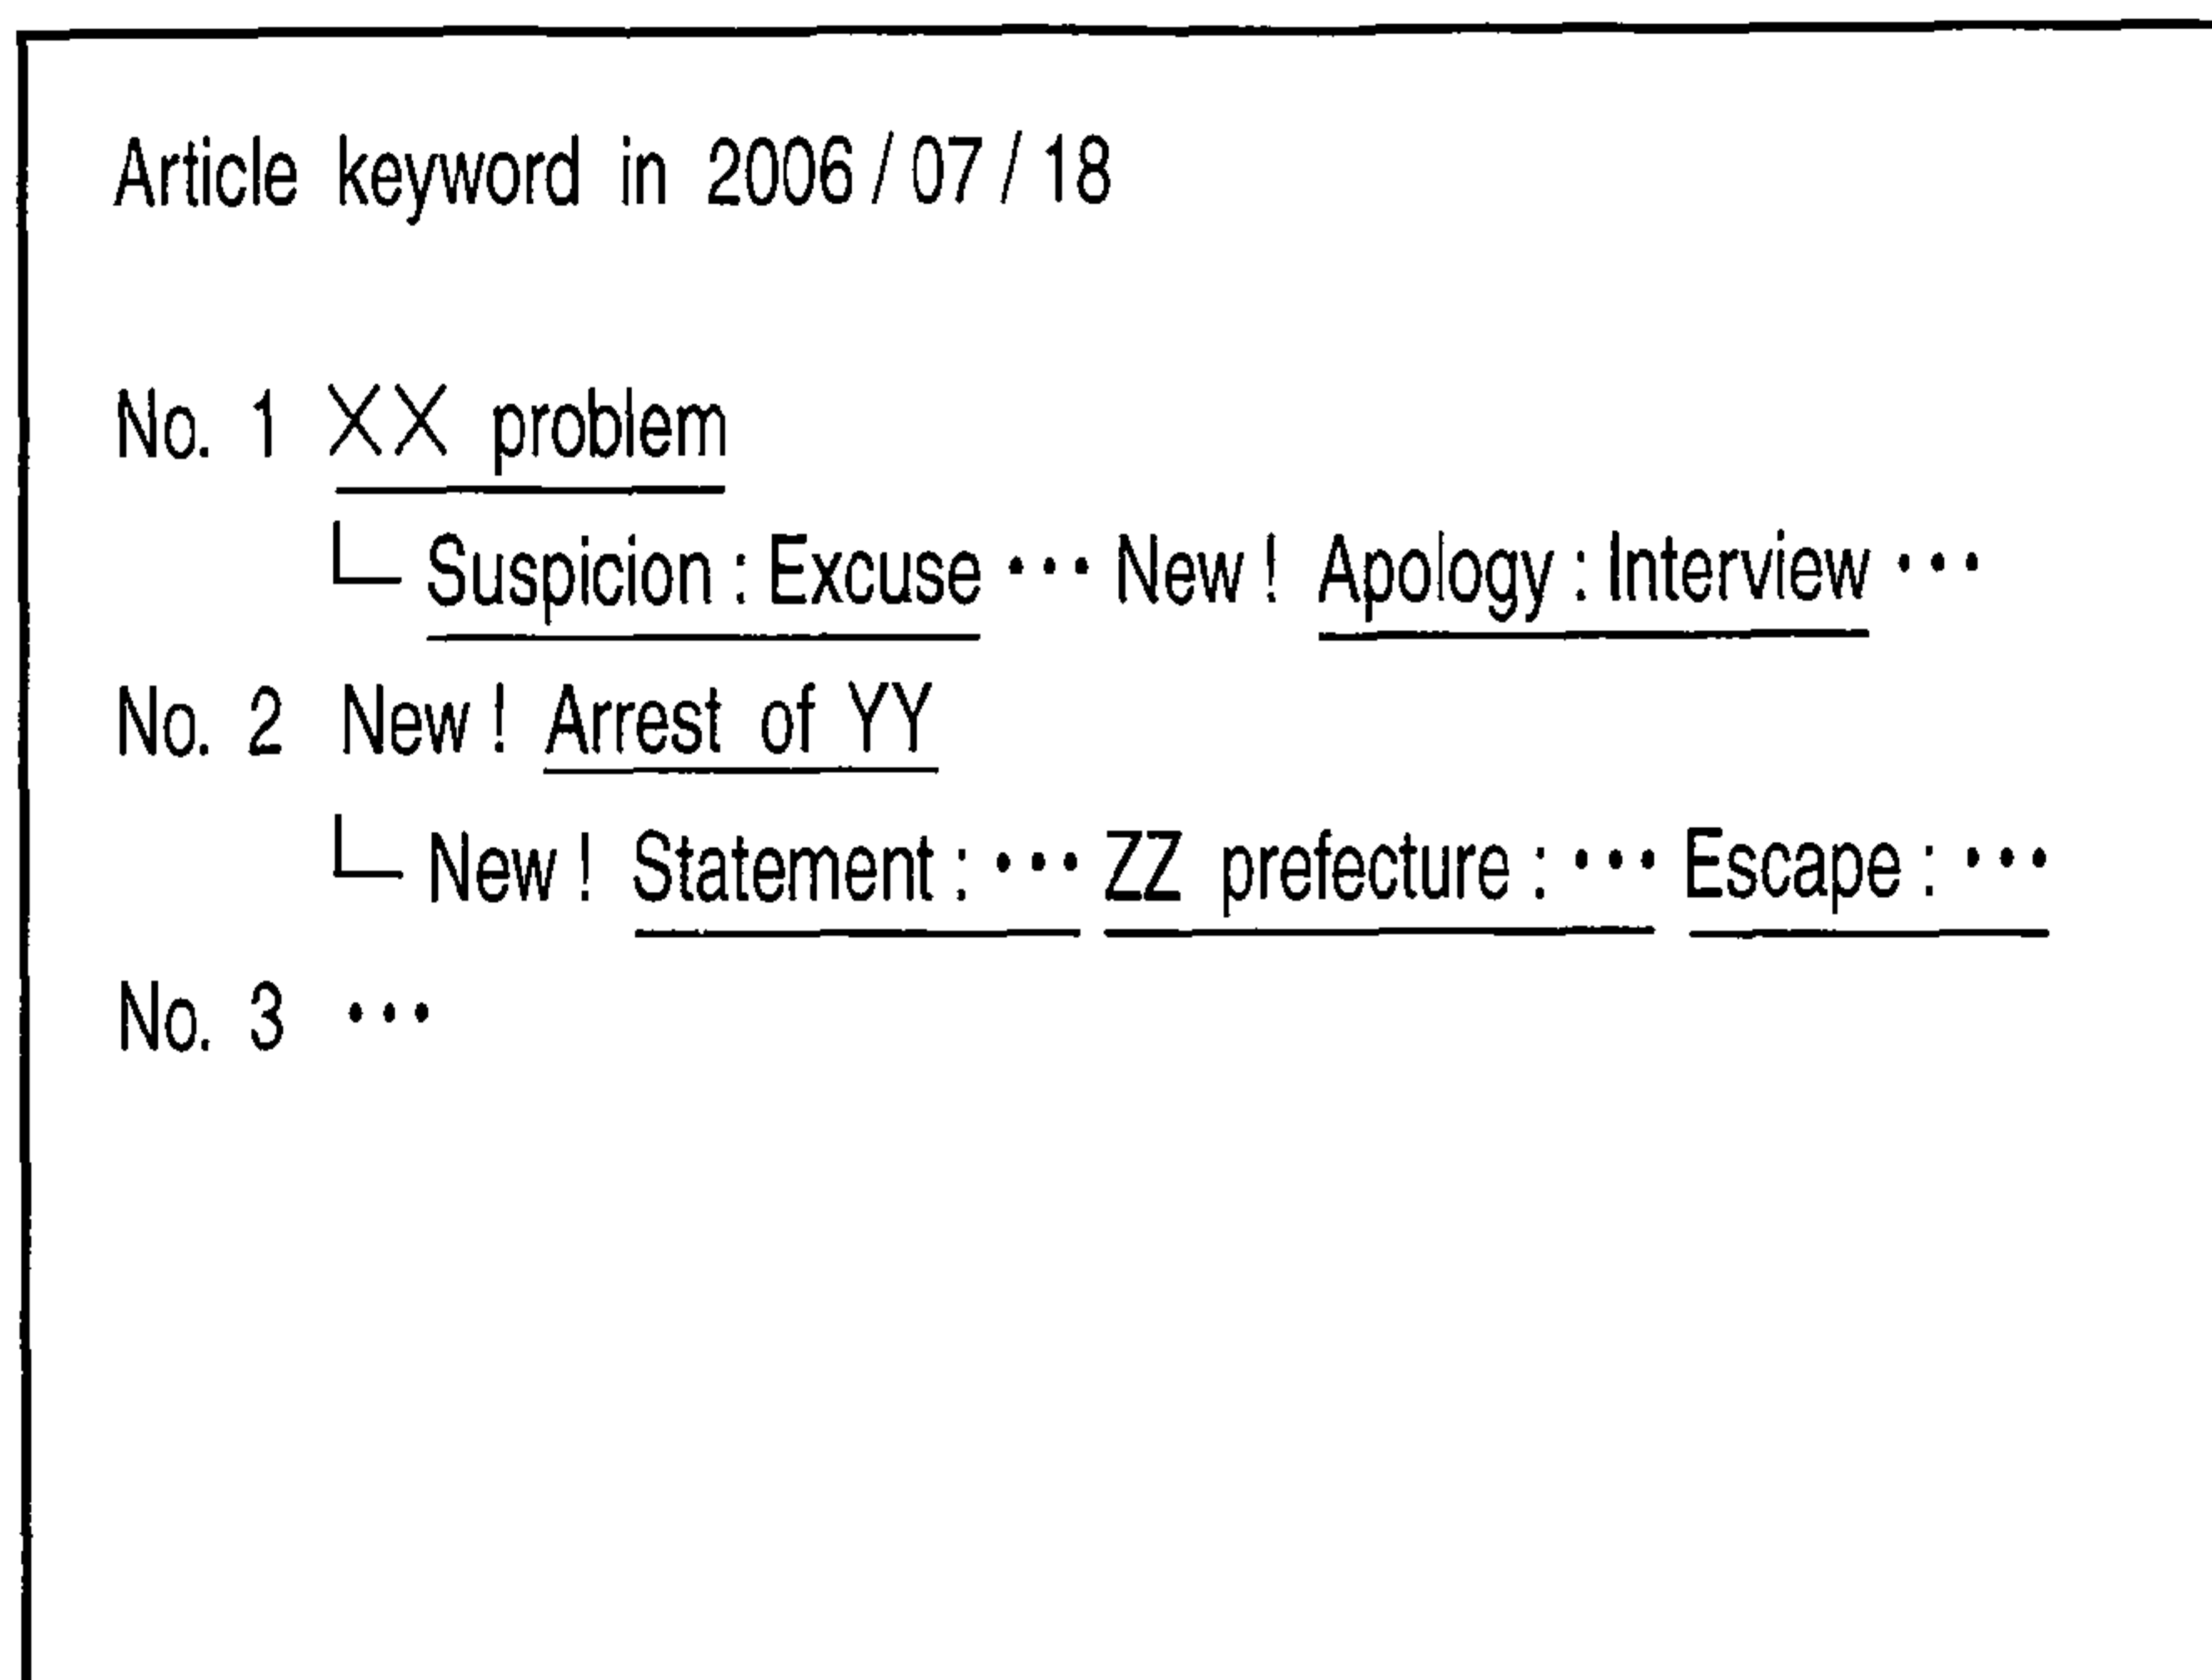 Article keyword in 2006/07/18
No. 1 XX problem
Suspicion : Excuse ••• New! Apology : Interview •••
No. 2 New! Arrest of YY
New! Statement : ••• ZZ prefecture : ••• Escape : •••
No. 3 •••